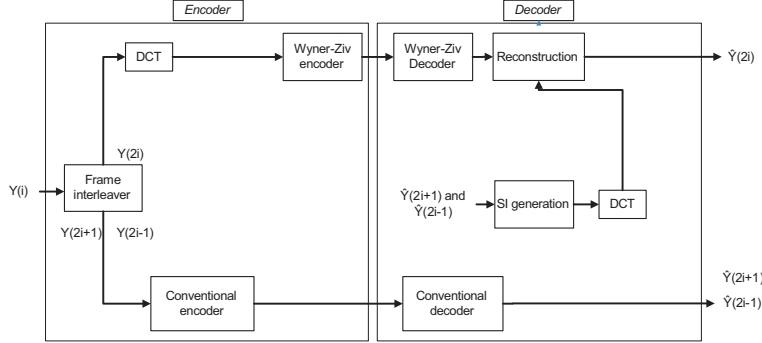 Encoder
Decoder
DCT
Wyner-Ziv
encoder
Wyner-Ziv
Decoder
Reconstruction
Ŷ(2i)
Y(2i)
Y(i)
Frame
interleaver
Ŷ(2i+1) and
Ŷ(2i-1)
SI generation
DCT
Y(2i+1) Y(2i-1)
Conventional
encoder
Conventional
decoder
Ŷ(2i+1)
Ŷ(2i-1)